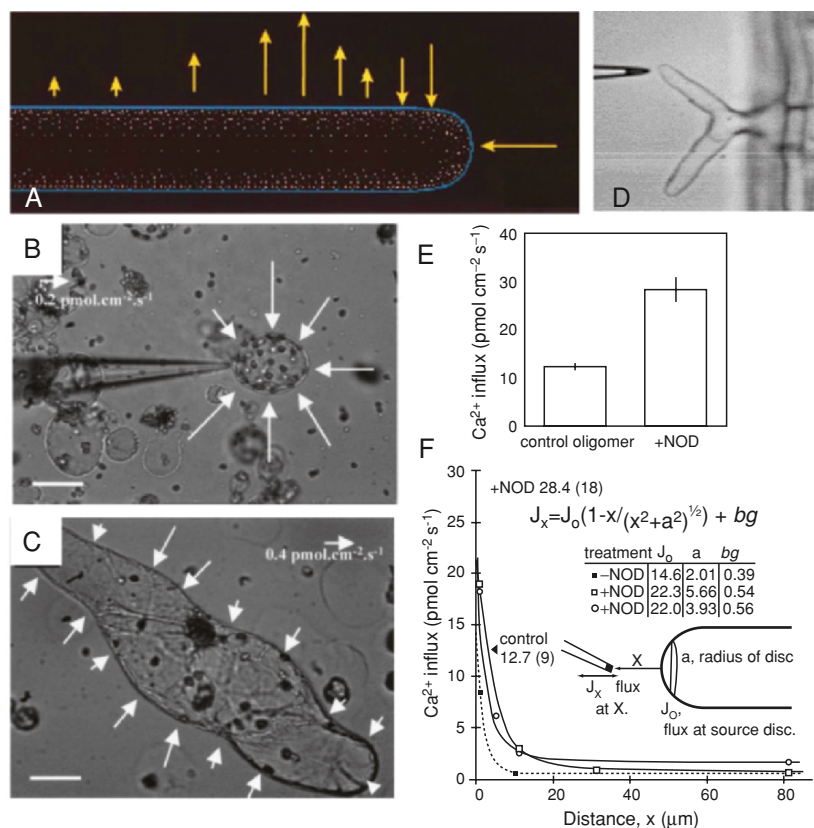 A
D
B
0.2 pmol.cm⁻².s⁻¹
C
0.4 pmol.cm⁻².s⁻¹
E
Ca²⁺ influx (pmol cm⁻² s⁻¹)
40
30
20
10
0
control oligomer
+NOD
F
Ca²⁺ influx (pmol cm⁻² s⁻¹)
30
25
20
15
10
5
0
+NOD 28.4 (18)
Jₓ=Jₒ(1-x/(x²+a²)^½) + bg
treatment Jₒ a bg
–NOD 14.6 2.01 0.39
+NOD 22.3 5.66 0.54
+NOD 22.0 3.93 0.56
control
12.7 (9)
X
Jₓ flux
at X.
a, radius of disc
Jₒ,
flux at source disc.
0 20 40 60 80
Distance, x (µm)